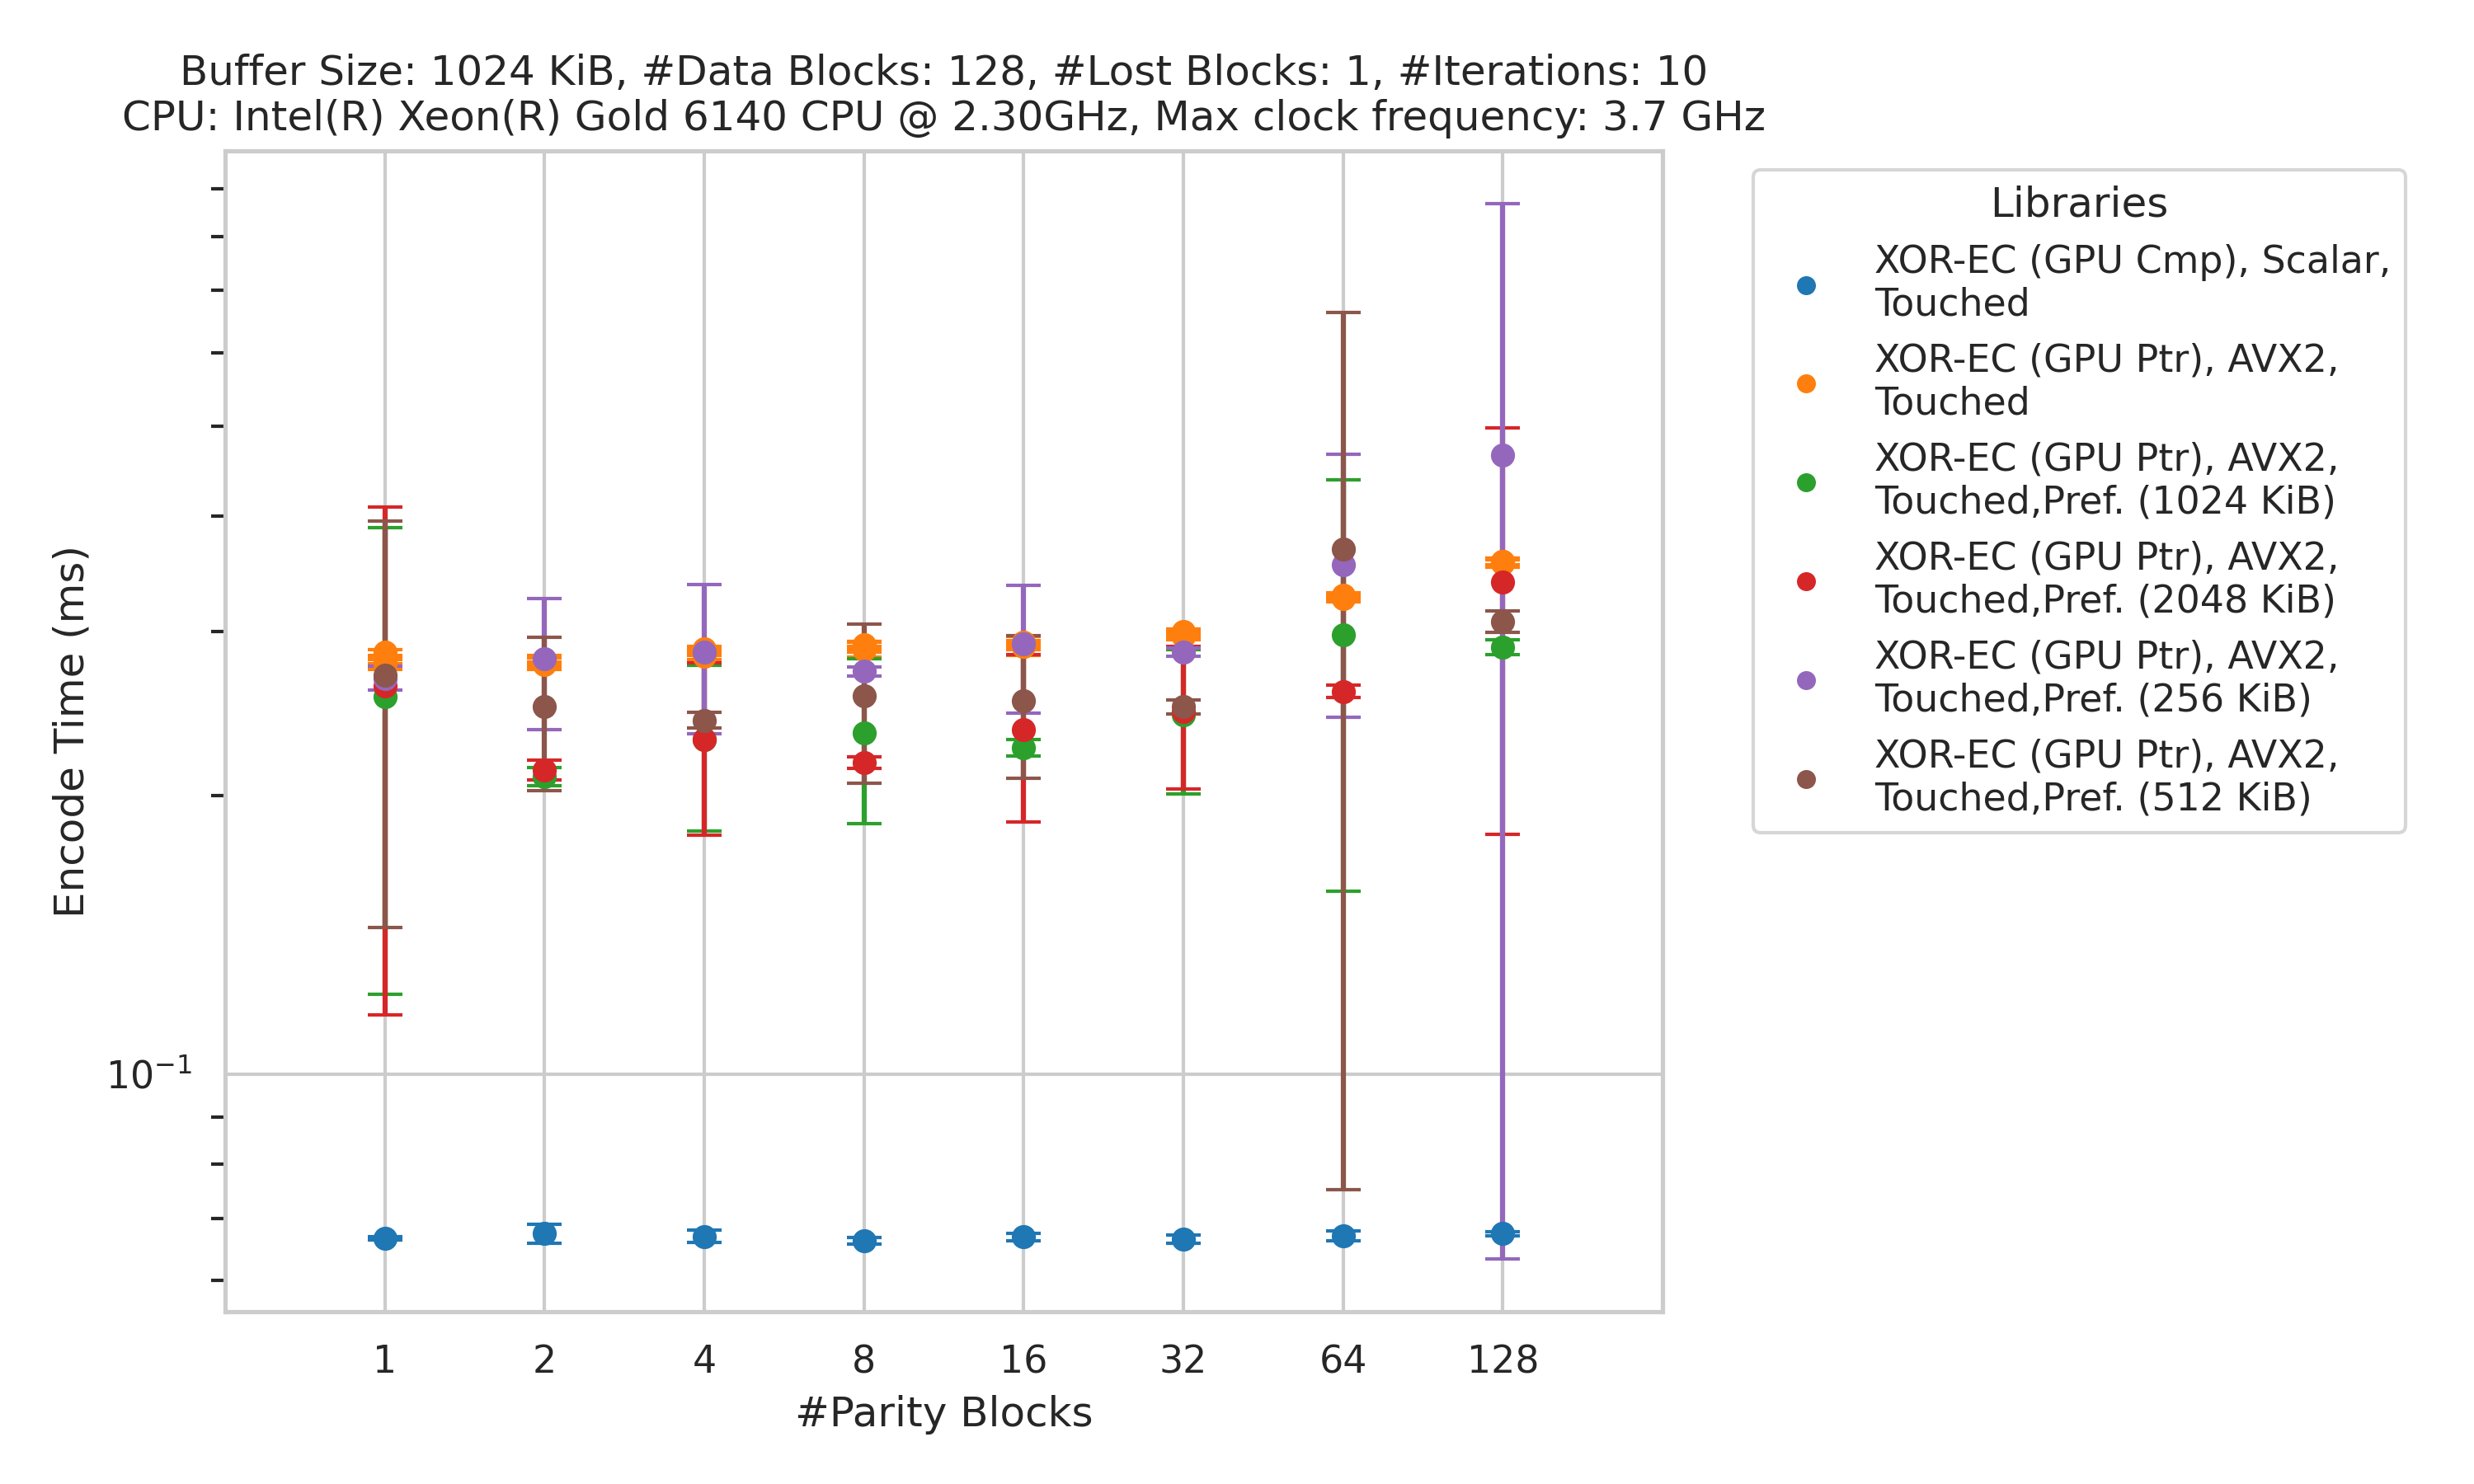 Buffer Size: 1024 KiB, #Data Blocks: 128, #Lost Blocks: 1, #Iterations: 10
CPU: Intel(R) Xeon(R) Gold 6140 CPU @ 2.30GHz, Max clock frequency: 3.7 GHz
Encode Time (ms)
10⁻¹
1 2 4 8 16 32 64 128
#Parity Blocks
Libraries
XOR-EC (GPU Cmp), Scalar,
Touched
XOR-EC (GPU Ptr), AVX2,
Touched
XOR-EC (GPU Ptr), AVX2,
Touched,Pref. (1024 KiB)
XOR-EC (GPU Ptr), AVX2,
Touched,Pref. (2048 KiB)
XOR-EC (GPU Ptr), AVX2,
Touched,Pref. (256 KiB)
XOR-EC (GPU Ptr), AVX2,
Touched,Pref. (512 KiB)